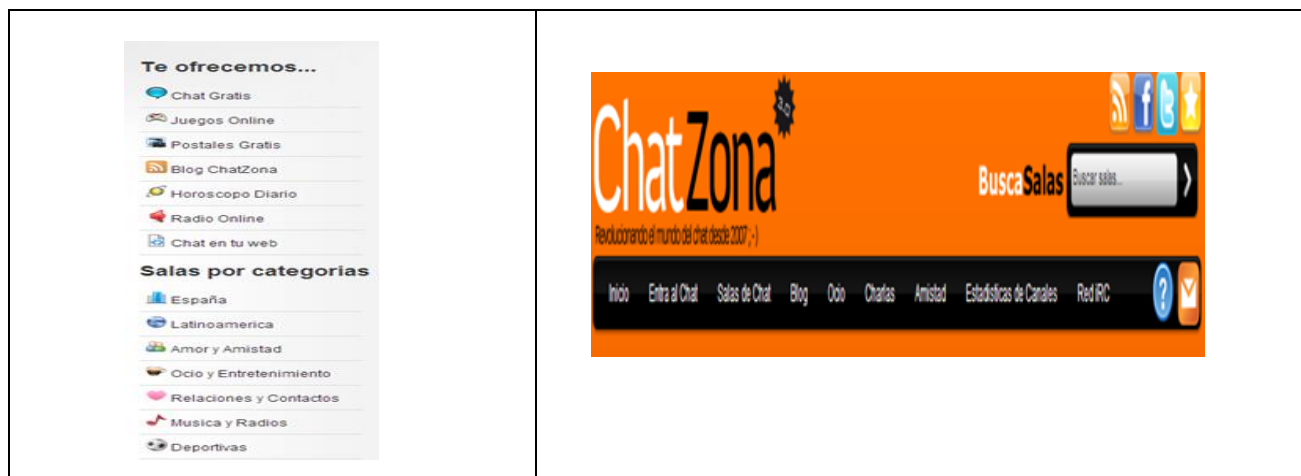 Te ofrecemos...
Chat Gratis
Juegos Online
Postales Gratis
Blog ChatZona
Horoscopo Diario
Radio Online
Chat en tu web
Salas por categorias
España
Latinoamerica
Amor y Amistad
Ocio y Entretenimiento
Relaciones y Contactos
Musica y Radios
Deportivas
ChatZona 3.0
Revolucionando el mundo del chat desde 2007 ;-)
BuscaSalas Buscar salas...
Inicio Entra al Chat Salas de Chat Blog Ocio Charlas Amistad Estadisticas de Canales Red iRC